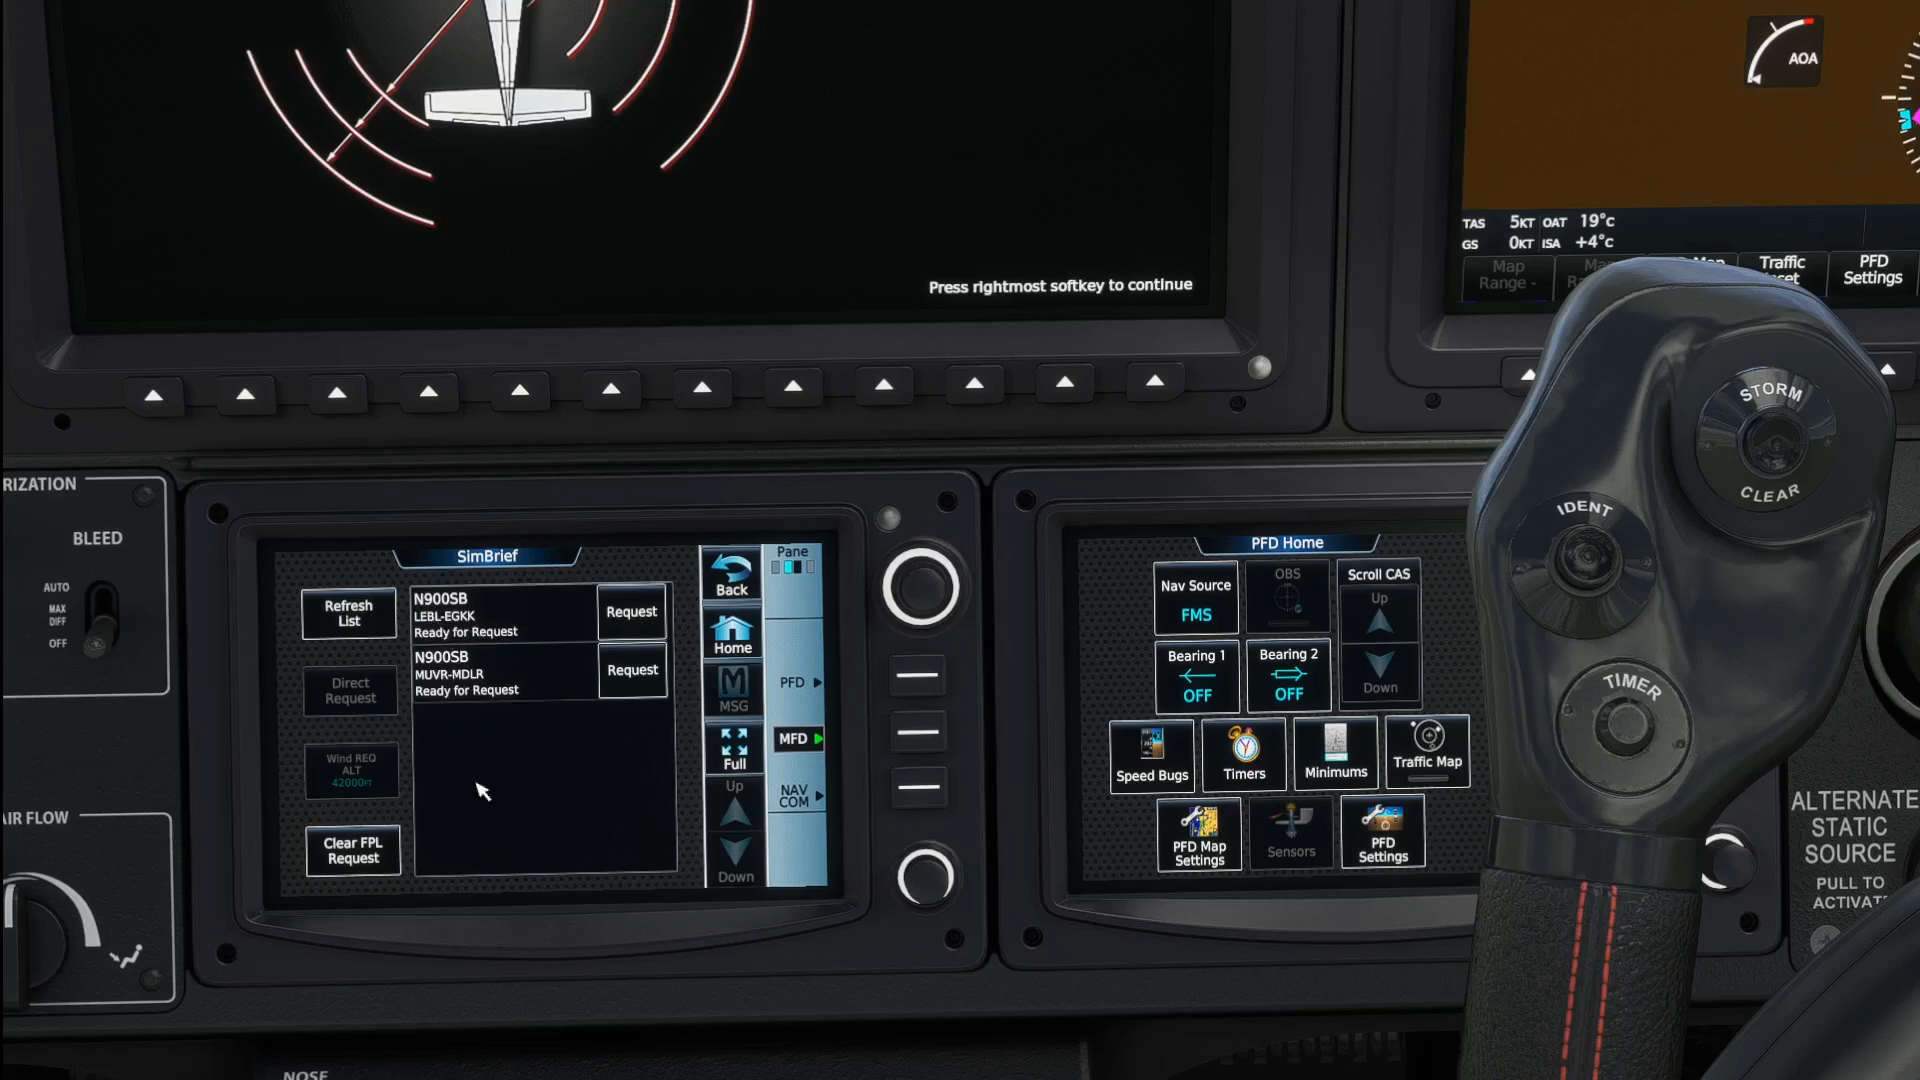 AOA
TAS 5KT OAT 19°C
GS 0KT ISA +4°C
Map
Range -
Traffic
PFD
Settings
Press rightmost softkey to continue
STORM
CLEAR
IDENT
TIMER
BLEED
AUTO
MAX
DIFF
OFF
SimBrief
Refresh
List
Direct
Request
Wind REQ
ALT
42000FT
Clear FPL
Request
N900SB
LEBL-EGKK
Ready for Request
Request
N900SB
MUVR-MDLR
Ready for Request
Request
Back
Home
MSG
Full
Up
Down
Pane
PFD
MFD
NAV
COM
PFD Home
Nav Source
FMS
OBS
Scroll CAS
Up
Down
Bearing 1
OFF
Bearing 2
OFF
Speed Bugs
Timers
Minimums
Traffic Map
PFD Map
Settings
Sensors
PFD
Settings
ALTERNATE
STATIC
SOURCE
PULL TO
NOSE